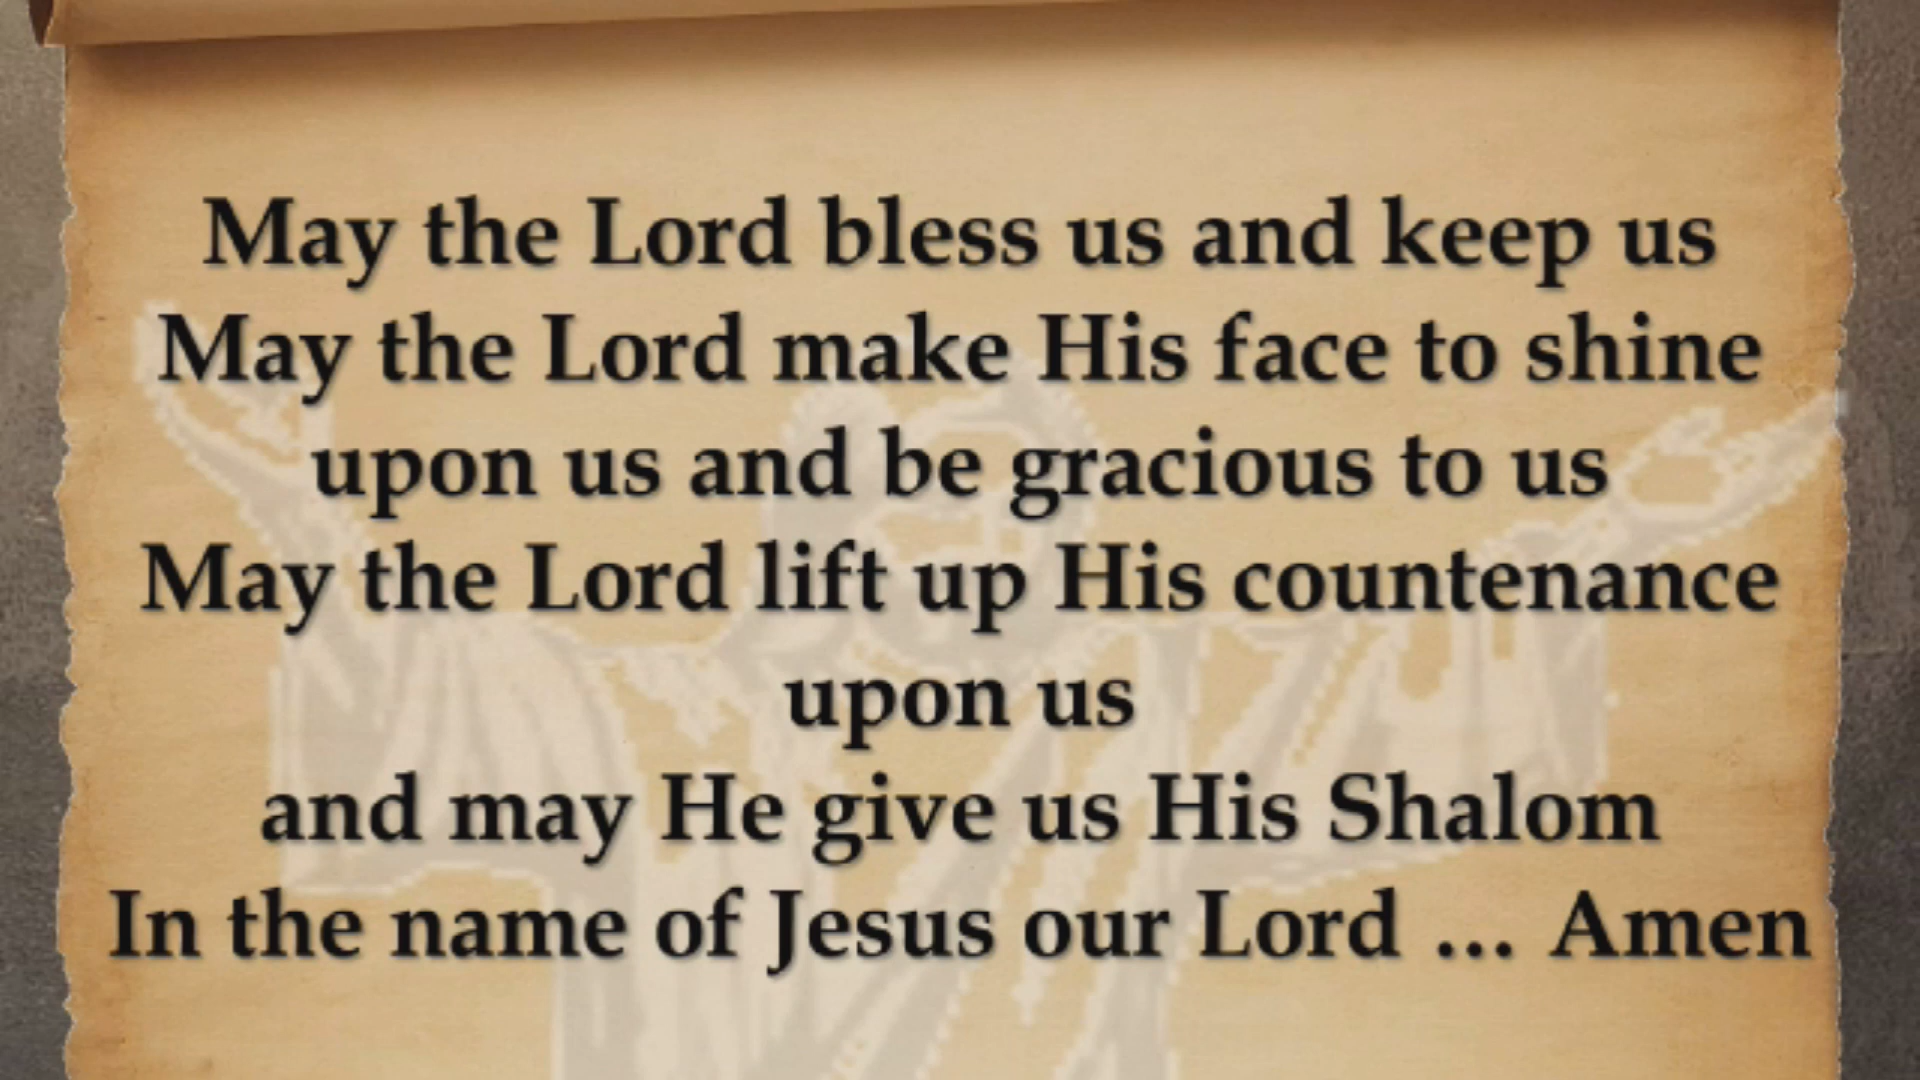 May the Lord bless us and keep us
May the Lord make His face to shine
upon us and be gracious to us
May the Lord lift up His countenance
upon us
and may He give us His Shalom
In the name of Jesus our Lord ... Amen